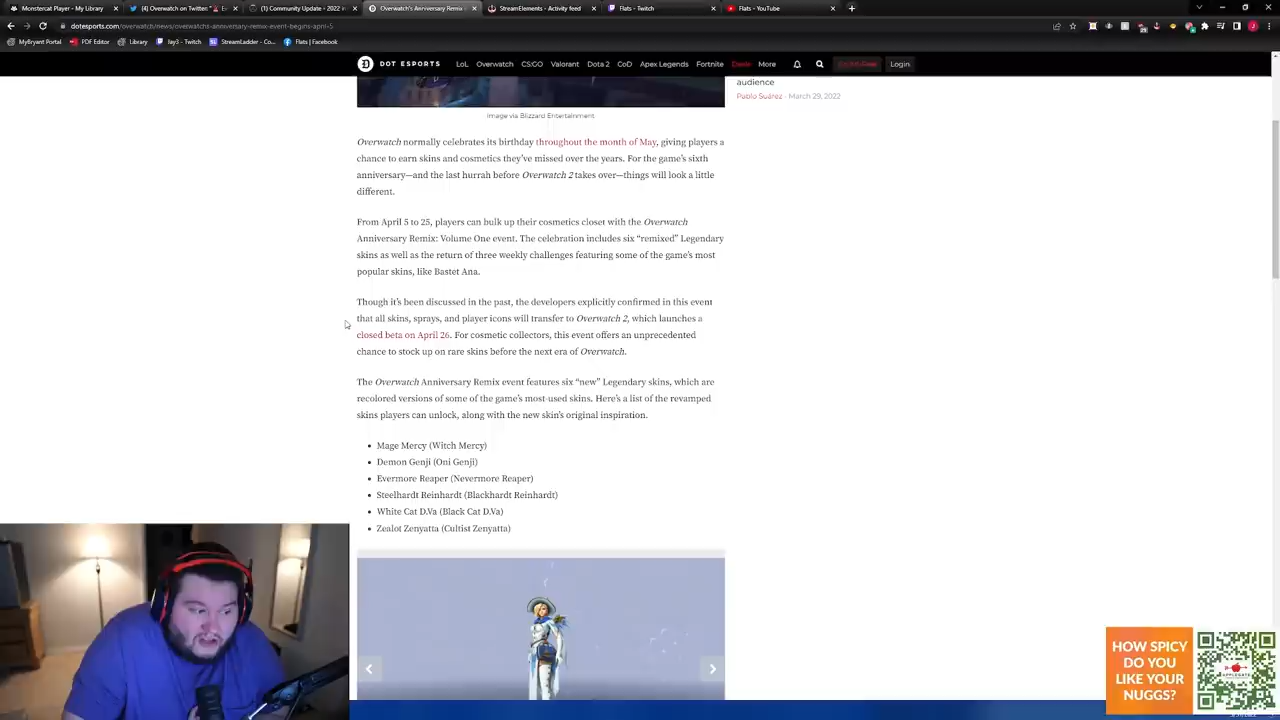 Monstercat Player - My
(4) Overwatch on Twitter
(1) Community Update - 2022 an
Overwatch's Anniversary Remix
StreamElements - Activity feed
Flats - Twitch
Flats - YouTube
dotesports.com/overwatch/news/overwatchs-anniversary-remix-event-begins-april-5
MyBryant Portal
PDF Editor
Library
Jay3 - Twitch
StreamLadder - Co...
Flats | Facebook
DOT ESPORTS
LoL Overwatch CS:GO Valorant Dota 2 CoD Apex Legends Fortnite More
Login
audience
Pablo Suárez - March 29, 2022
Image via Blizzard Entertainment
Overwatch normally celebrates its birthday throughout the month of May, giving players a
chance to earn skins and cosmetics they've missed over the years. For the game's sixth
anniversary—and the last hurrah before Overwatch 2 takes over—things will look a little
different.
From April 5 to 25, players can bulk up their cosmetics closet with the Overwatch
Anniversary Remix: Volume One event. The celebration includes six “remixed” Legendary
skins as well as the return of three weekly challenges featuring some of the game's most
popular skins, like Bastet Ana.
Though it's been discussed in the past, the developers explicitly confirmed in this event
that all skins, sprays, and player icons will transfer to Overwatch 2, which launches a
closed beta on April 26. For cosmetic collectors, this event offers an unprecedented
chance to stock up on rare skins before the next era of Overwatch.
The Overwatch Anniversary Remix event features six “new” Legendary skins, which are
recolored versions of some of the game's most-used skins. Here's a list of the revamped
skins players can unlock, along with the new skin's original inspiration.
Mage Mercy (Witch Mercy)
Demon Genji (Oni Genji)
Evermore Reaper (Nevermore Reaper)
Steelhardt Reinhardt (Blackhardt Reinhardt)
White Cat D.Va (Black Cat D.Va)
Zealot Zenyatta (Cultist Zenyatta)
HOW SPICY
DO YOU
LIKE YOUR
NUGGS?
APPLEGATE